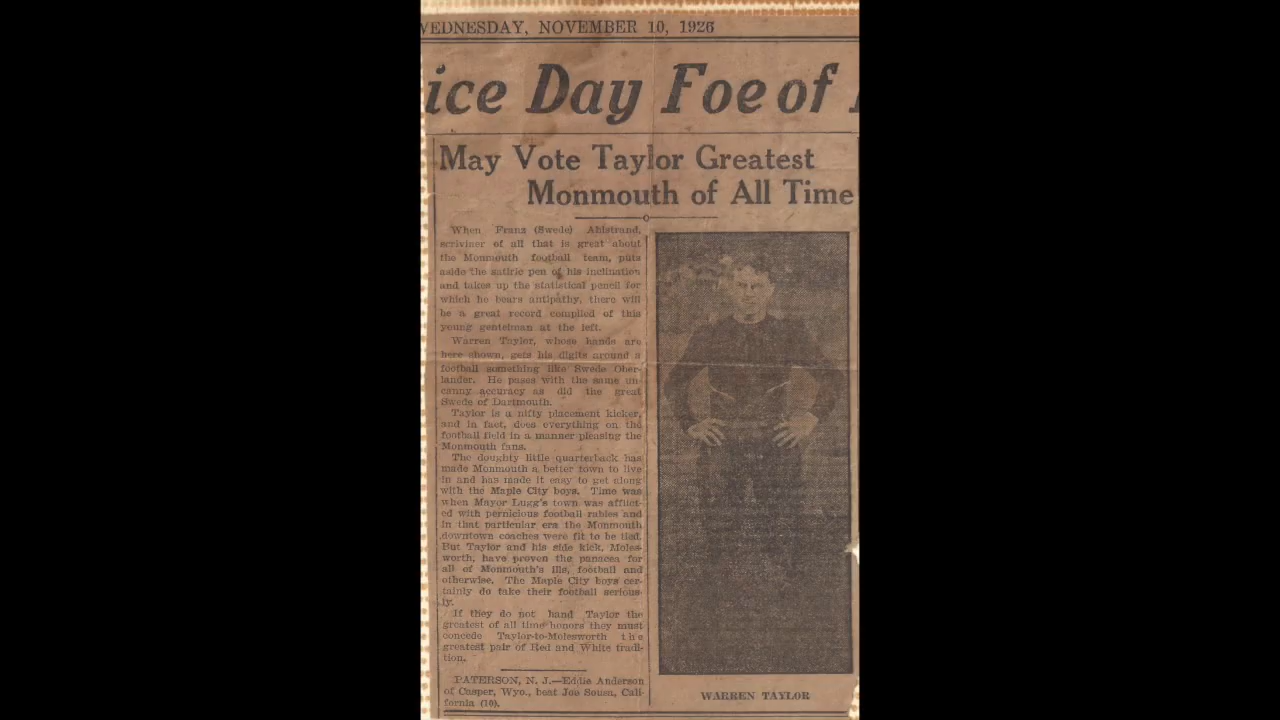 WEDNESDAY, NOVEMBER 10, 1926
ice Day Foe of
May Vote Taylor Greatest
Monmouth of All Time
When Franz (Swede) Ahlstrand,
scriviner of all that is great about
the Monmouth football team, puts
aside the satiric pen of his inclination
and takes up the statistical pencil for
which he bears antipathy, there will
be a great record compiled of this
young gentelman at the left.
Warren Taylor, whose hands are
here shown, gets his digits around a
football something like Swede Ober-
lander. He passes with the same un-
canny accuracy as did the great
Swede of Dartmouth.
Taylor is a nifty placement kicker,
and in fact, does everything on the
football field in a manner pleasing the
Monmouth fans.
The doughty little quarterback has
made Monmouth a better town to live
in and has made it easy to get along
with the Maple City boys. Time was
when Mayor Lugg's town was afflict-
ed with pernicious football rabies and
in that particular era the Monmouth
downtown coaches were fit to be tied.
But Taylor and his side kick, Moles-
worth, have proven the panacea for
all of Monmouth's ills, football and
otherwise. The Maple City boys cer-
tainly do take their football serious-
ly.
If they do not hand Taylor the
greatest of all time honors they must
concede Taylor-to-Molesworth the
greatest pair of Red and White tradi-
tion.
PATERSON, N. J.—Eddie Anderson
of Casper, Wyo., beat Joe Sousa, Cali-
fornia (10).
WARREN TAYLOR